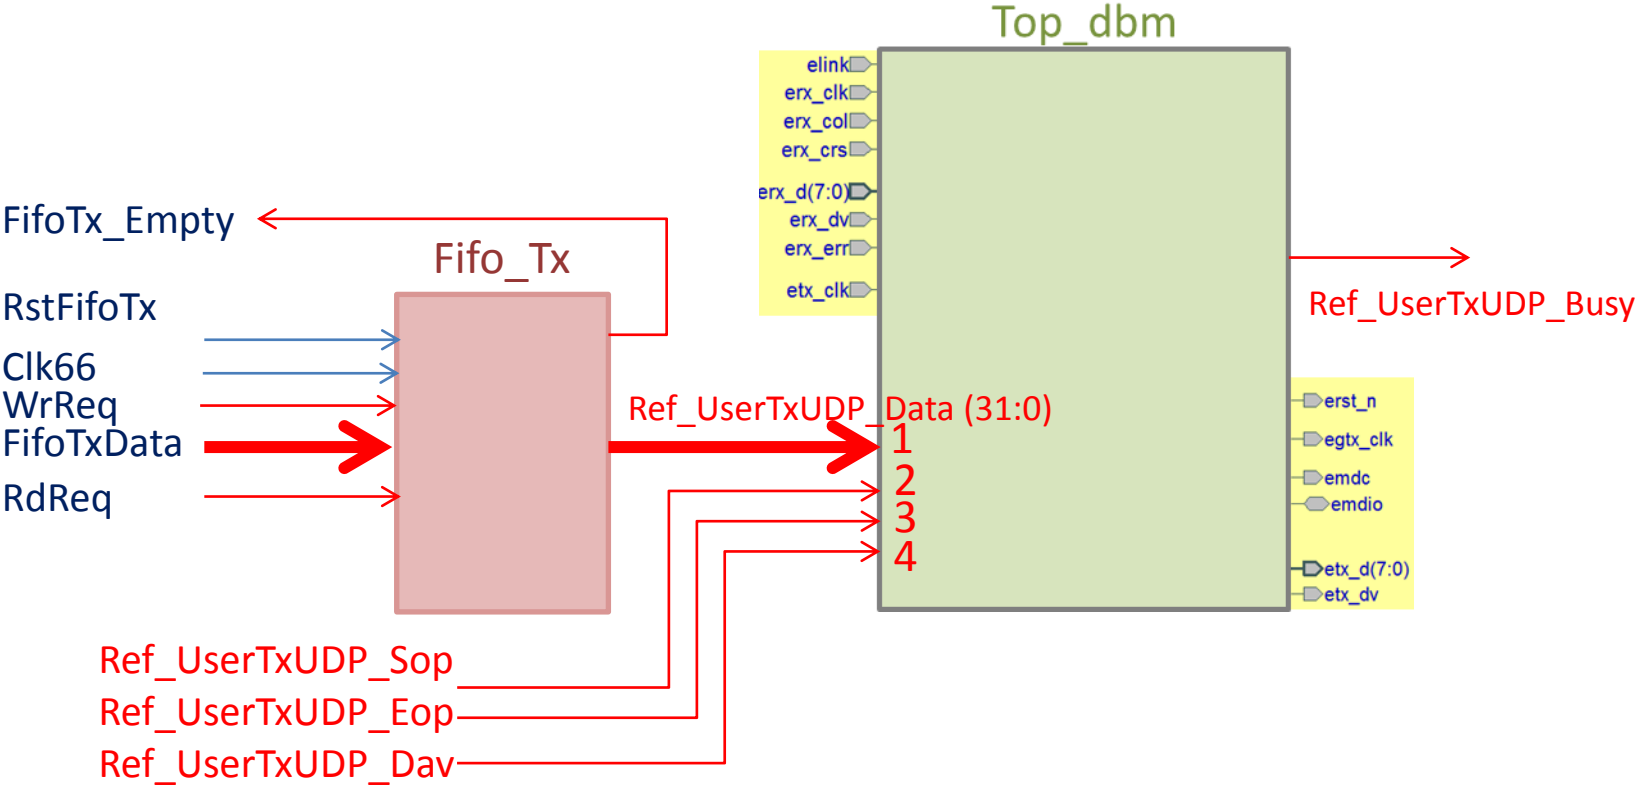 Top_dbm
elink
erx_clk
erx_col
erx_crs
erx_d(7:0)
erx_dv
erx_err
etx_clk
FifoTx_Empty
Fifo_Tx
RstFifoTx
Clk66
WrReq
FifoTxData
RdReq
Ref_UserTxUDP_Data (31:0)
1
2
3
4
Ref_UserTxUDP_Busy
erst_n
egtx_clk
emdc
emdio
etx_d(7:0)
etx_dv
Ref_UserTxUDP_Sop
Ref_UserTxUDP_Eop
Ref_UserTxUDP_Dav